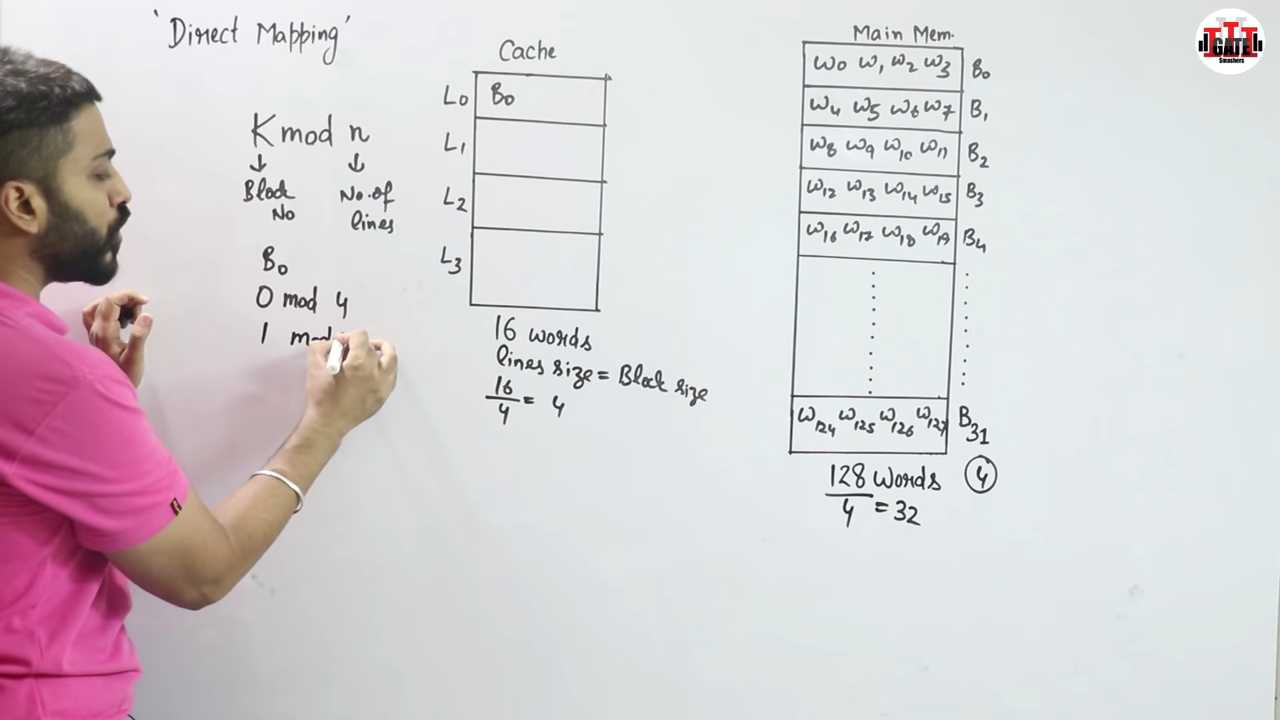 'Direct Mapping'
K mod n
Block No
No. of lines
B0
0 mod 4
1 mod
Cache
L0 B0
L1
L2
L3
16 words
lines size = Block size
16/4 = 4
Main Mem.
W0 W1 W2 W3 B0
W4 W5 W6 W7 B1
W8 W9 W10 W11 B2
W12 W13 W14 W15 B3
W16 W17 W18 W19 B4
W124 W125 W126 W127 B31
128 Words 4
128/4 = 32
GATE
Smashers